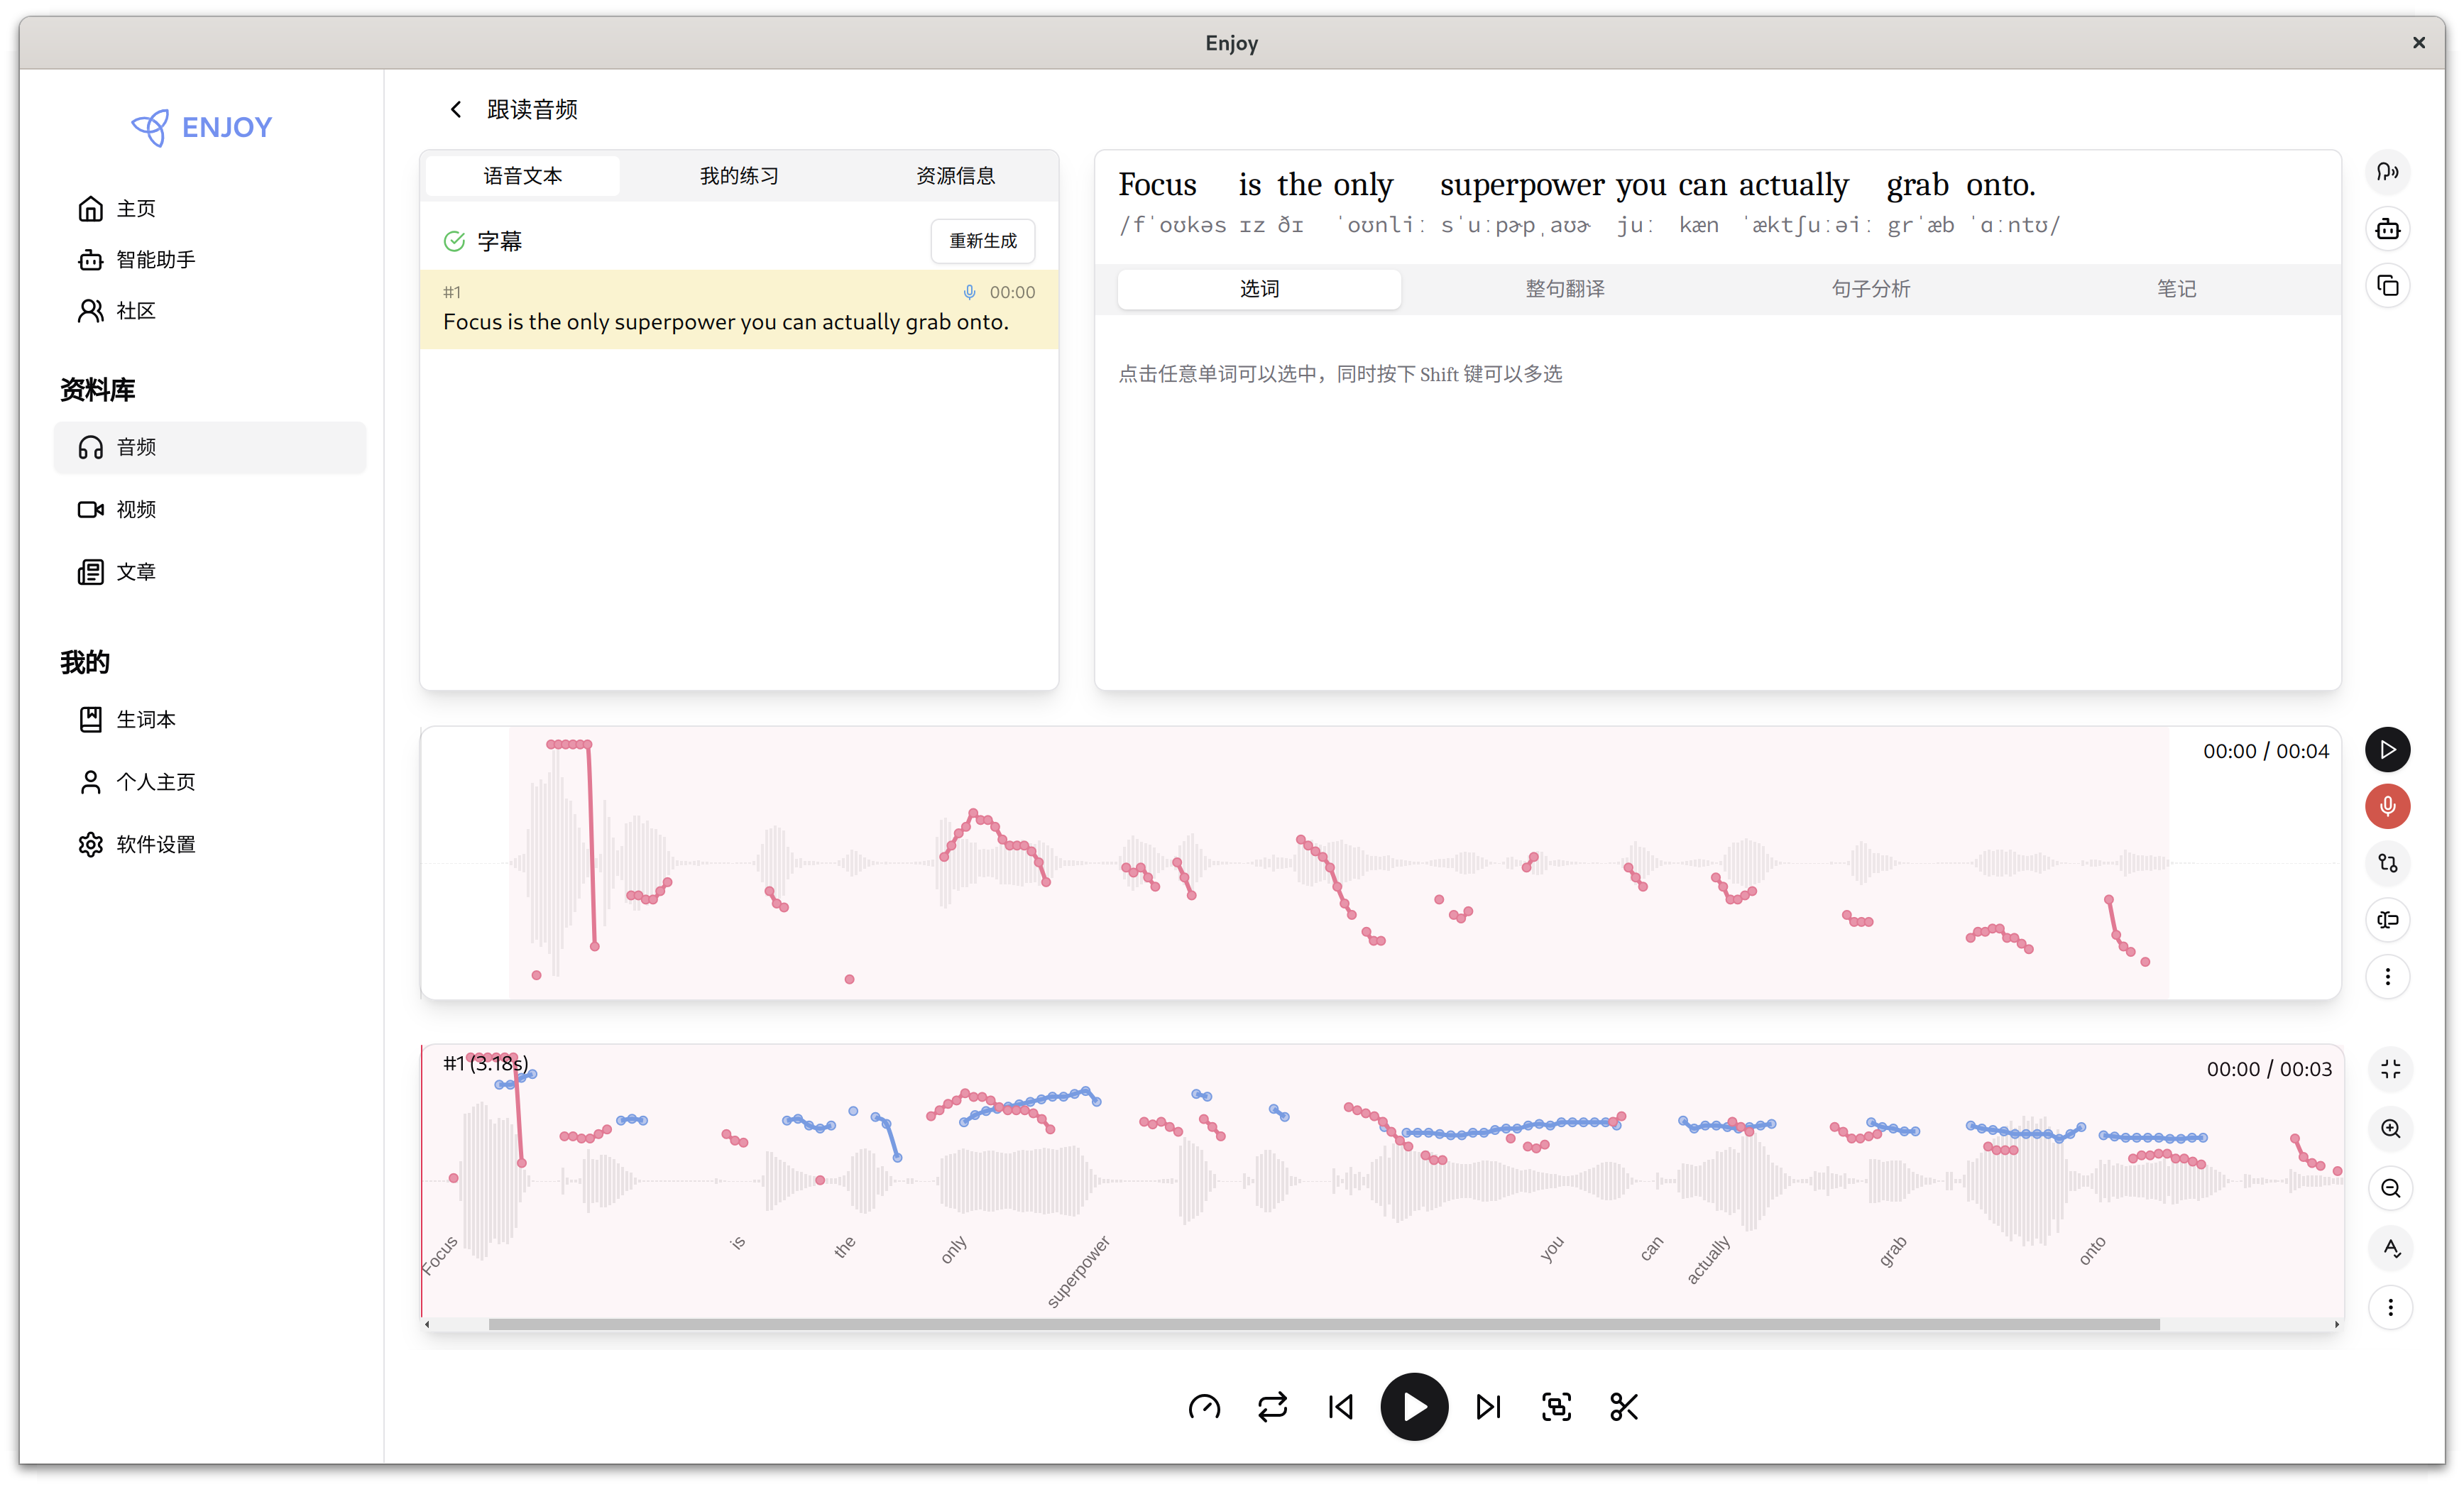 Enjoy
ENJOY
主页
智能助手
社区
资料库
音频
视频
文章
我的
生词本
个人主页
软件设置
跟读音频
语音文本 我的练习 资源信息
字幕 重新生成
#1 00:00
Focus is the only superpower you can actually grab onto.
Focus is the only superpower you can actually grab onto.
/fˈoʊkəs ɪz ðɪ ˈoʊnliː sˈuːpɚpˌaʊɚ juː kæn ˈæktʃuːəiː ɡrˈæb ˈɑːntʊ/
选词 整句翻译 句子分析 笔记
点击任意单词可以选中，同时按下 Shift 键可以多选
00:00 / 00:04
#1 (3.18s) 00:00 / 00:03
Focus is the only superpower you can actually grab onto